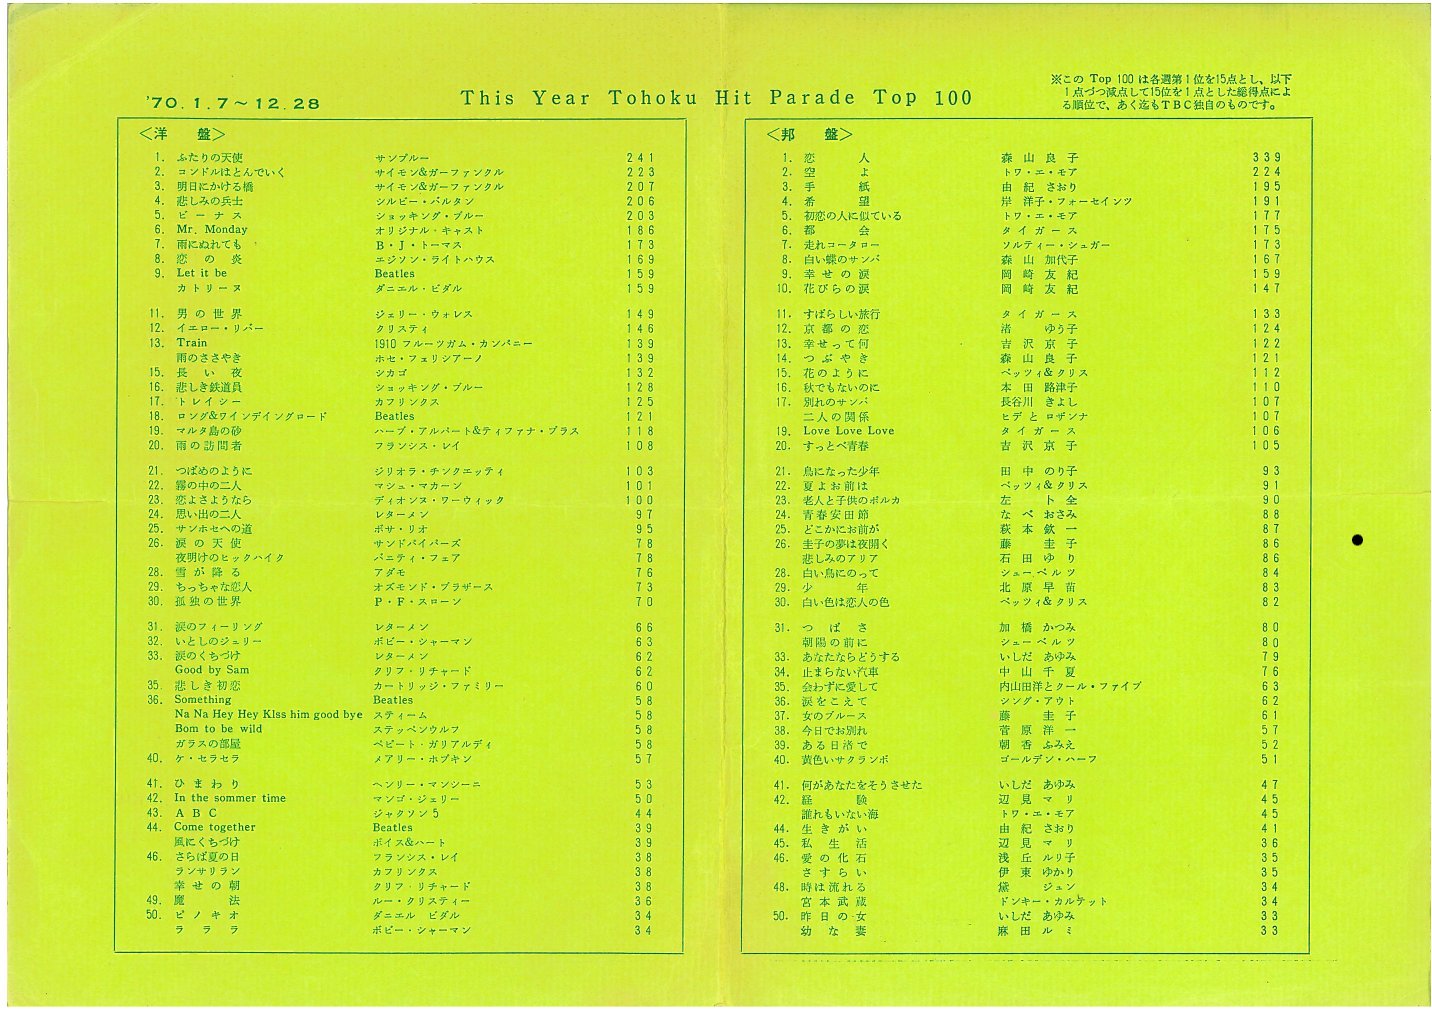 '70.1.7～12.28
This Year Tohoku Hit Parade Top 100
※このTop 100は各週第1位を15点とし、以下
1点づつ減点して15位を1点とした総得点によ
る順位で、あく迄もTBC独自のものです。
＜洋盤＞
1. ふたりの天使 サンブルー 241
2. コンドルはとんでいく サイモン&ガーファンクル 223
3. 明日にかける橋 サイモン&ガーファンクル 207
4. 悲しみの兵士 シルビー・バルタン 206
5. ビーナス ショッキング・ブルー 203
6. Mr. Monday オリジナル・キャスト 186
7. 雨にぬれても B・J・トーマス 173
8. 恋の炎 エジソン・ライトハウス 169
9. Let it be Beatles 159
カトリーヌ ダニエル・ビダル 159
11. 男の世界 ジェリー・ウォレス 149
12. イエロー・リバー クリスティ 146
13. Train 1910フルーツガム・カンパニー 139
雨のささやき ホセ・フェリシアーノ 139
15. 長い夜 シカゴ 132
16. 悲しき鉄道員 ショッキング・ブルー 128
17. トレイシー カフリンクス 125
18. ロング&ワインデイングロード Beatles 121
19. マルタ島の砂 ハーブ・アルパート&ティファナ・ブラス 118
20. 雨の訪問者 フランシス・レイ 108
21. つばめのように ジリオラ・チンクエッティ 103
22. 霧の中の二人 マシュ・マカーン 101
23. 恋よさようなら ディオンヌ・ワーウィック 100
24. 思い出の二人 レターメン 97
25. サンホセへの道 ボサ・リオ 95
26. 涙の天使 サンドパイパーズ 78
夜明けのヒックハイク バニティ・フェア 78
28. 雪が降る アダモ 76
29. ちっちゃな恋人 オズモンド・ブラザース 73
30. 孤独の世界 P・F・スローン 70
31. 涙のフィーリング レターメン 66
32. いとしのジュリー ボビー・シャーマン 63
33. 涙のくちづけ レターメン 62
Good by Sam クリフ・リチャード 62
35. 悲しき初恋 カートリッジ・ファミリー 60
36. Something Beatles 58
Na Na Hey Hey Klss him good bye スティーム 58
Bom to be wild ステッペンウルフ 58
ガラスの部屋 ペピート・ガリアルディ 58
40. ケ・セラセラ メアリー・ホプキン 57
41. ひまわり ヘンリー・マンシーニ 53
42. In the sommer time マンゴ・ジェリー 50
43. ABC ジャクソン5 44
44. Come together Beatles 39
風にくちづけ ボイス&ハート 39
46. さらば夏の日 フランシス・レイ 38
ランサリラン カフリンクス 38
幸せの朝 クリフ・リチャード 38
49. 魔法 ルー・クリスティー 36
50. ピノキオ ダニエル ビダル 34
ララララ ボビー・シャーマン 34
＜邦盤＞
1. 恋人 森山良子 339
2. 空よ トワ・エ・モア 224
3. 手紙 由紀さおり 195
4. 希望 岸洋子・フォーセインツ 191
5. 初恋の人に似ている トワ・エ・モア 177
6. 都会 タイガース 175
7. 走れコータロー ソルティー・シュガー 173
8. 白い蝶のサンバ 森山加代子 167
9. 幸せの涙 岡崎友紀 159
10. 花びらの涙 岡崎友紀 147
11. すばらしい旅行 タイガース 133
12. 京都の恋 渚ゆう子 124
13. 幸せって何 吉沢京子 122
14. つぶやき 森山良子 121
15. 花のように ベッツィ&クリス 112
16. 秋でもないのに 本田路津子 110
17. 別れのサンバ 長谷川きよし 107
二人の関係 ヒデとロザンナ 107
19. Love Love Love タイガース 106
20. すっとべ青春 吉沢京子 105
21. 鳥になった少年 田中のり子 93
22. 夏よお前は ベッツィ&クリス 91
23. 老人と子供のポルカ 左卜全 90
24. 青春安田節 なべおさみ 88
25. どこかにお前が 萩本欽一 87
26. 圭子の夢は夜開く 藤圭子 86
悲しみのアリア 石田ゆり 86
28. 白い鳥にのって シューベルツ 84
29. 少年 北原早苗 83
30. 白い色は恋人の色 ベッツィ&クリス 82
31. つばさ 加橋かつみ 80
朝陽の前に シューベルツ 80
33. あなたならどうする いしだあゆみ 79
34. 止まらない汽車 中山千夏 76
35. 会わずに愛して 内山田洋とクール・ファイブ 63
36. 涙をこえて シング・アウト 62
37. 女のブルース 藤圭子 61
38. 今日でお別れ 菅原洋一 57
39. ある日渚で 朝香ふみえ 52
40. 黄色いサクランボ ゴールデン・ハーフ 51
41. 何があなたをそうさせた いしだあゆみ 47
42. 経験 辺見マリ 45
誰れもいない海 トワ・エ・モア 45
44. 生きがい 由紀さおり 41
45. 私生活 辺見マリ 36
46. 愛の化石 浅丘ルリ子 35
さすらい 伊東ゆかり 35
48. 時は流れる 黛ジュン 34
宮本武蔵 ドンキー・カルテット 34
50. 昨日の女 いしだあゆみ 33
幼な妻 麻田ルミ 33